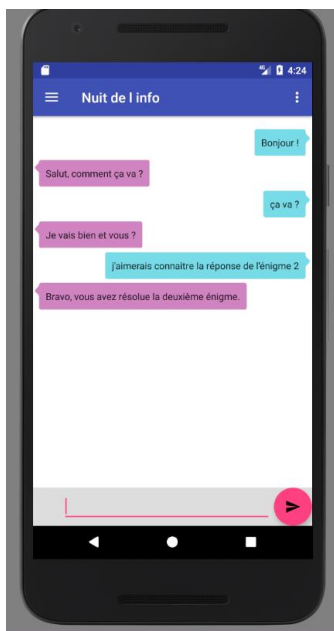 4G 4:24
Nuit de l info
Bonjour !
Salut, comment ça va ?
ça va ?
Je vais bien et vous ?
j'aimerais connaitre la réponse de l'énigme 2
Bravo, vous avez résolue la deuxième énigme.